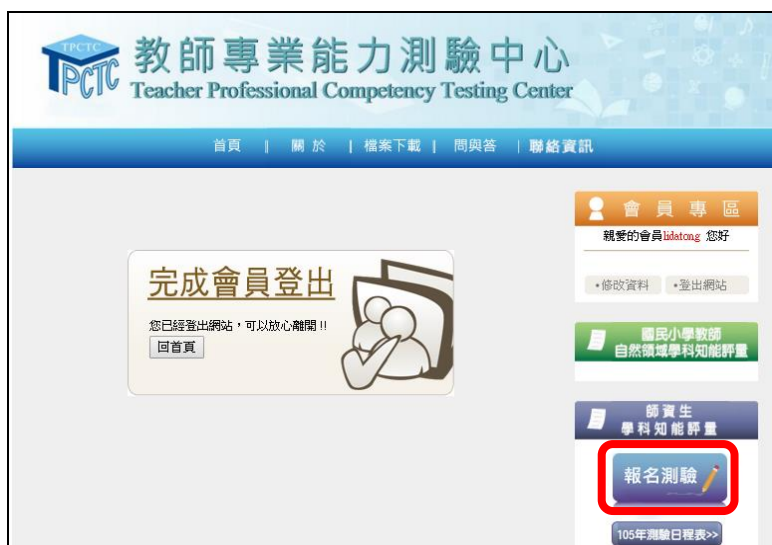 TPCTC
TPCTC
教師專業能力測驗中心
Teacher Professional Competency Testing Center
首頁 || 關於 | 檔案下載 | 問與答 | 聯絡資訊
會員專區
親愛的會員lidatong 您好
•修改資料 •登出網站
完成會員登出
您已經登出網站，可以放心離開 !!
回首頁
國民小學教師
自然領域學科知能評量
師資生
學科知能評量
報名測驗
105年測驗日程表>>